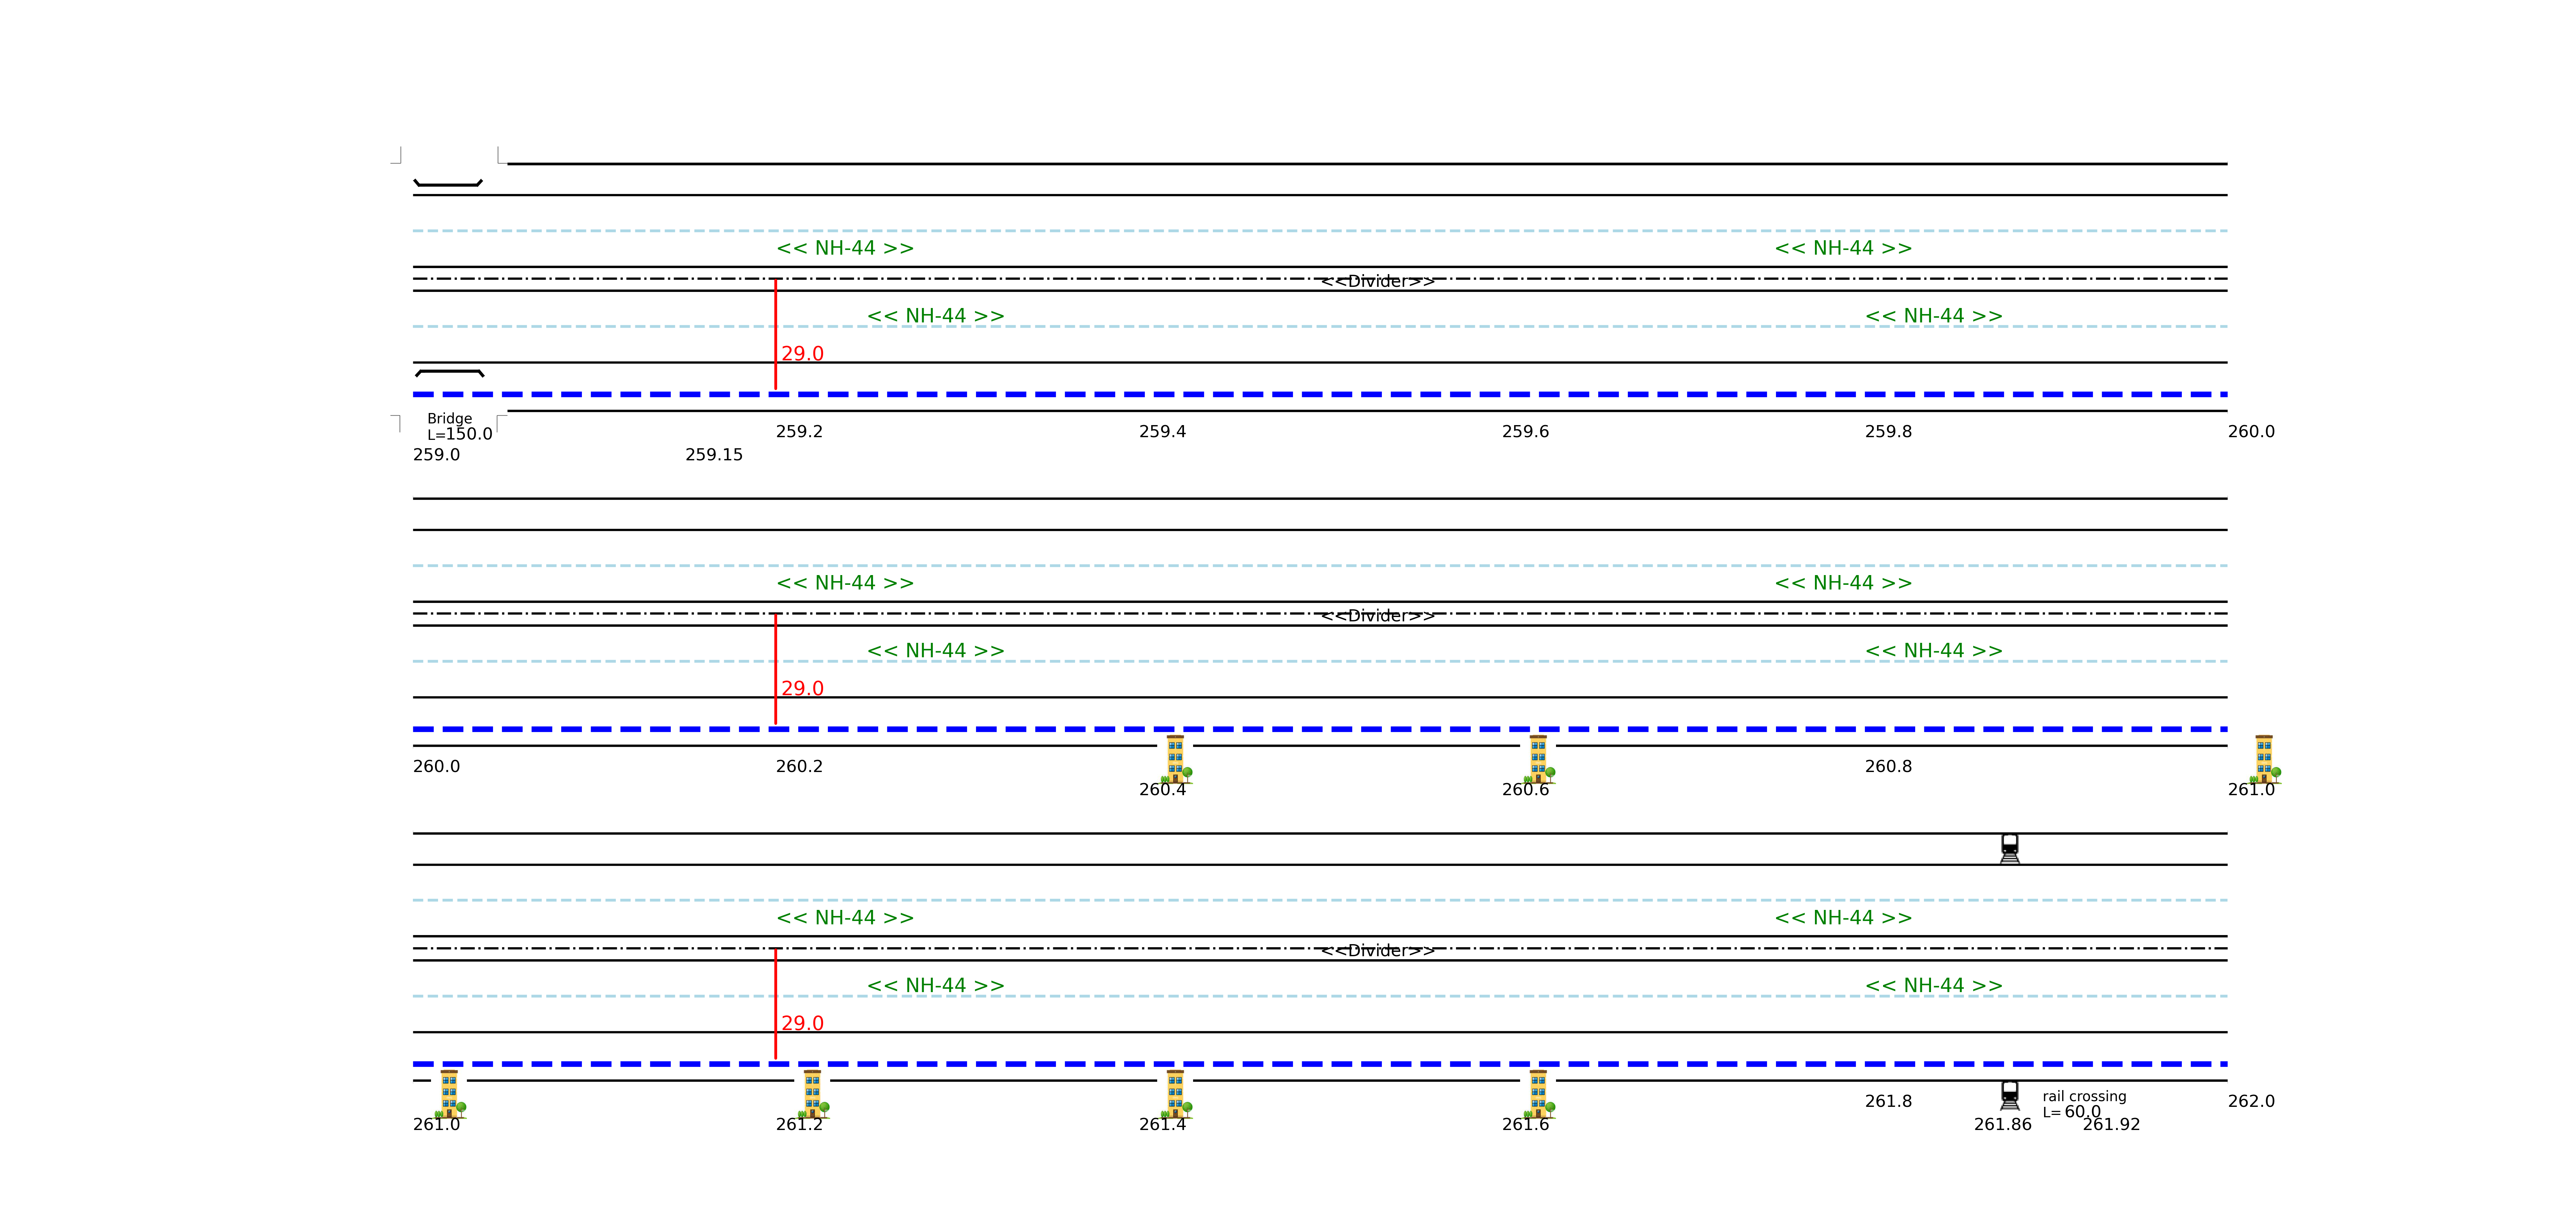 << NH-44 >> << NH-44 >>
<<Divider>>
<< NH-44 >> << NH-44 >>
29.0
Bridge
L=150.0
259.2 259.4 259.6 259.8 260.0
259.0 259.15
<< NH-44 >> << NH-44 >>
<<Divider>>
<< NH-44 >> << NH-44 >>
29.0
260.0 260.2 260.8
260.4 260.6 261.0
<< NH-44 >> << NH-44 >>
<<Divider>>
<< NH-44 >> << NH-44 >>
29.0
rail crossing
261.8 L= 60.0 262.0
261.0 261.2 261.4 261.6 261.86 261.92